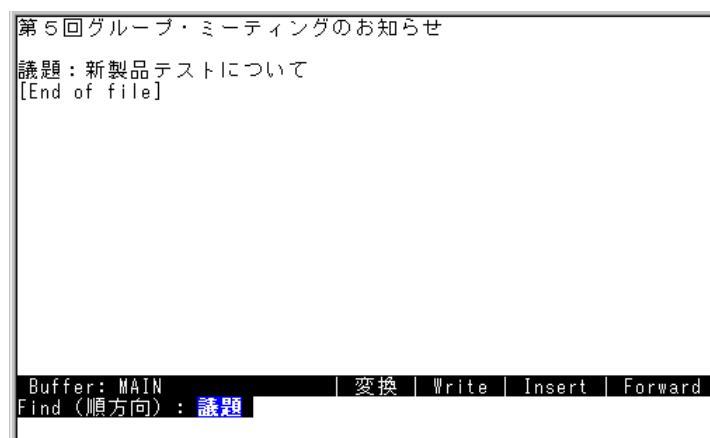 第５回グループ・ミーティングのお知らせ
議題：新製品テストについて
[End of file]
Buffer: MAIN | 変換 | Write | Insert | Forward
Find（順方向）: 議題